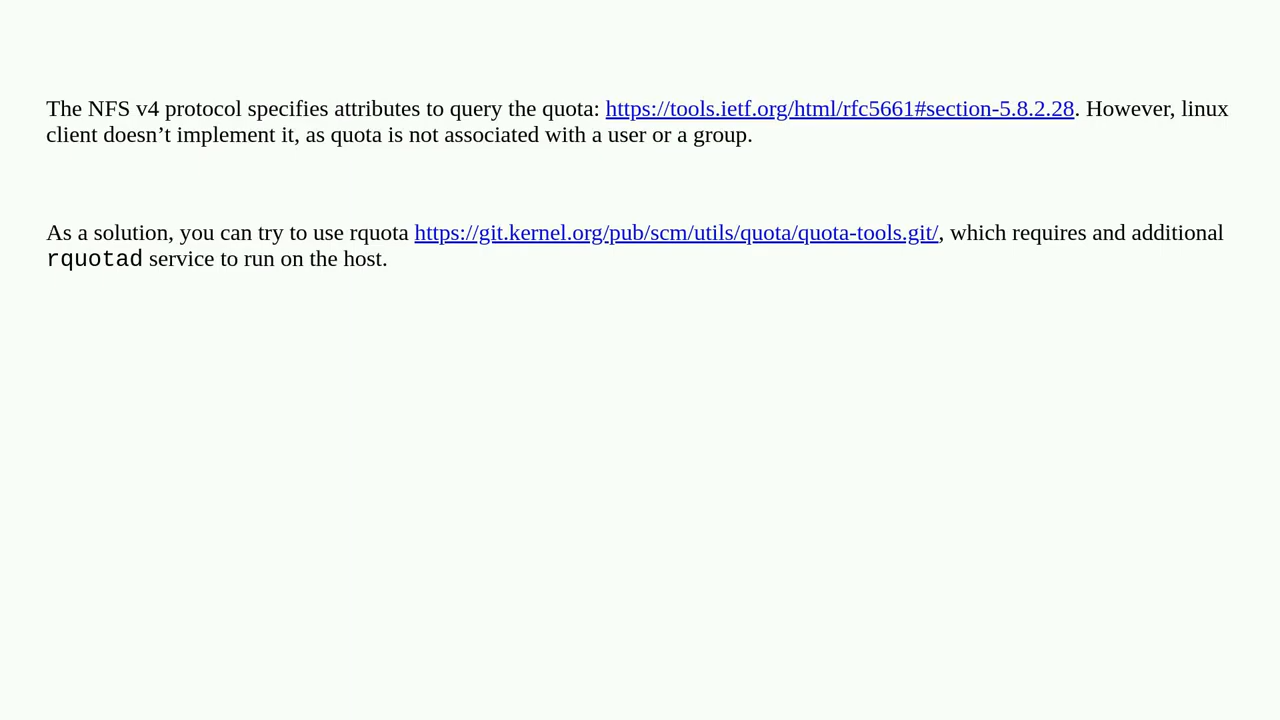 The NFS v4 protocol specifies attributes to query the quota: https://tools.ietf.org/html/rfc5661#section-5.8.2.28. However, linux
client doesn’t implement it, as quota is not associated with a user or a group.
As a solution, you can try to use rquota https://git.kernel.org/pub/scm/utils/quota/quota-tools.git/, which requires and additional
rquotad service to run on the host.